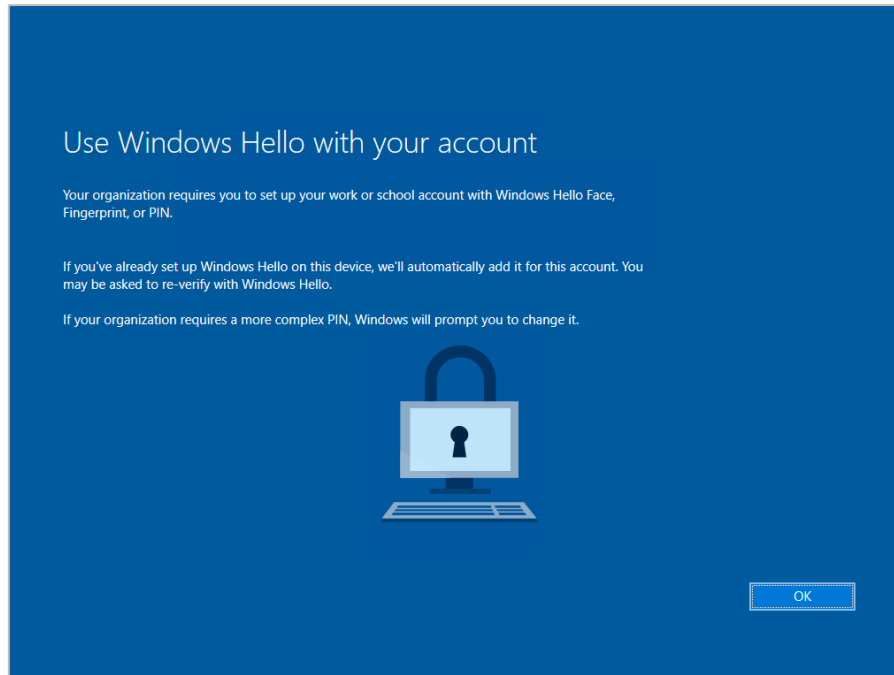 Use Windows Hello with your account
Your organization requires you to set up your work or school account with Windows Hello Face,
Fingerprint, or PIN.
If you've already set up Windows Hello on this device, we'll automatically add it for this account. You
may be asked to re-verify with Windows Hello.
If your organization requires a more complex PIN, Windows will prompt you to change it.
OK